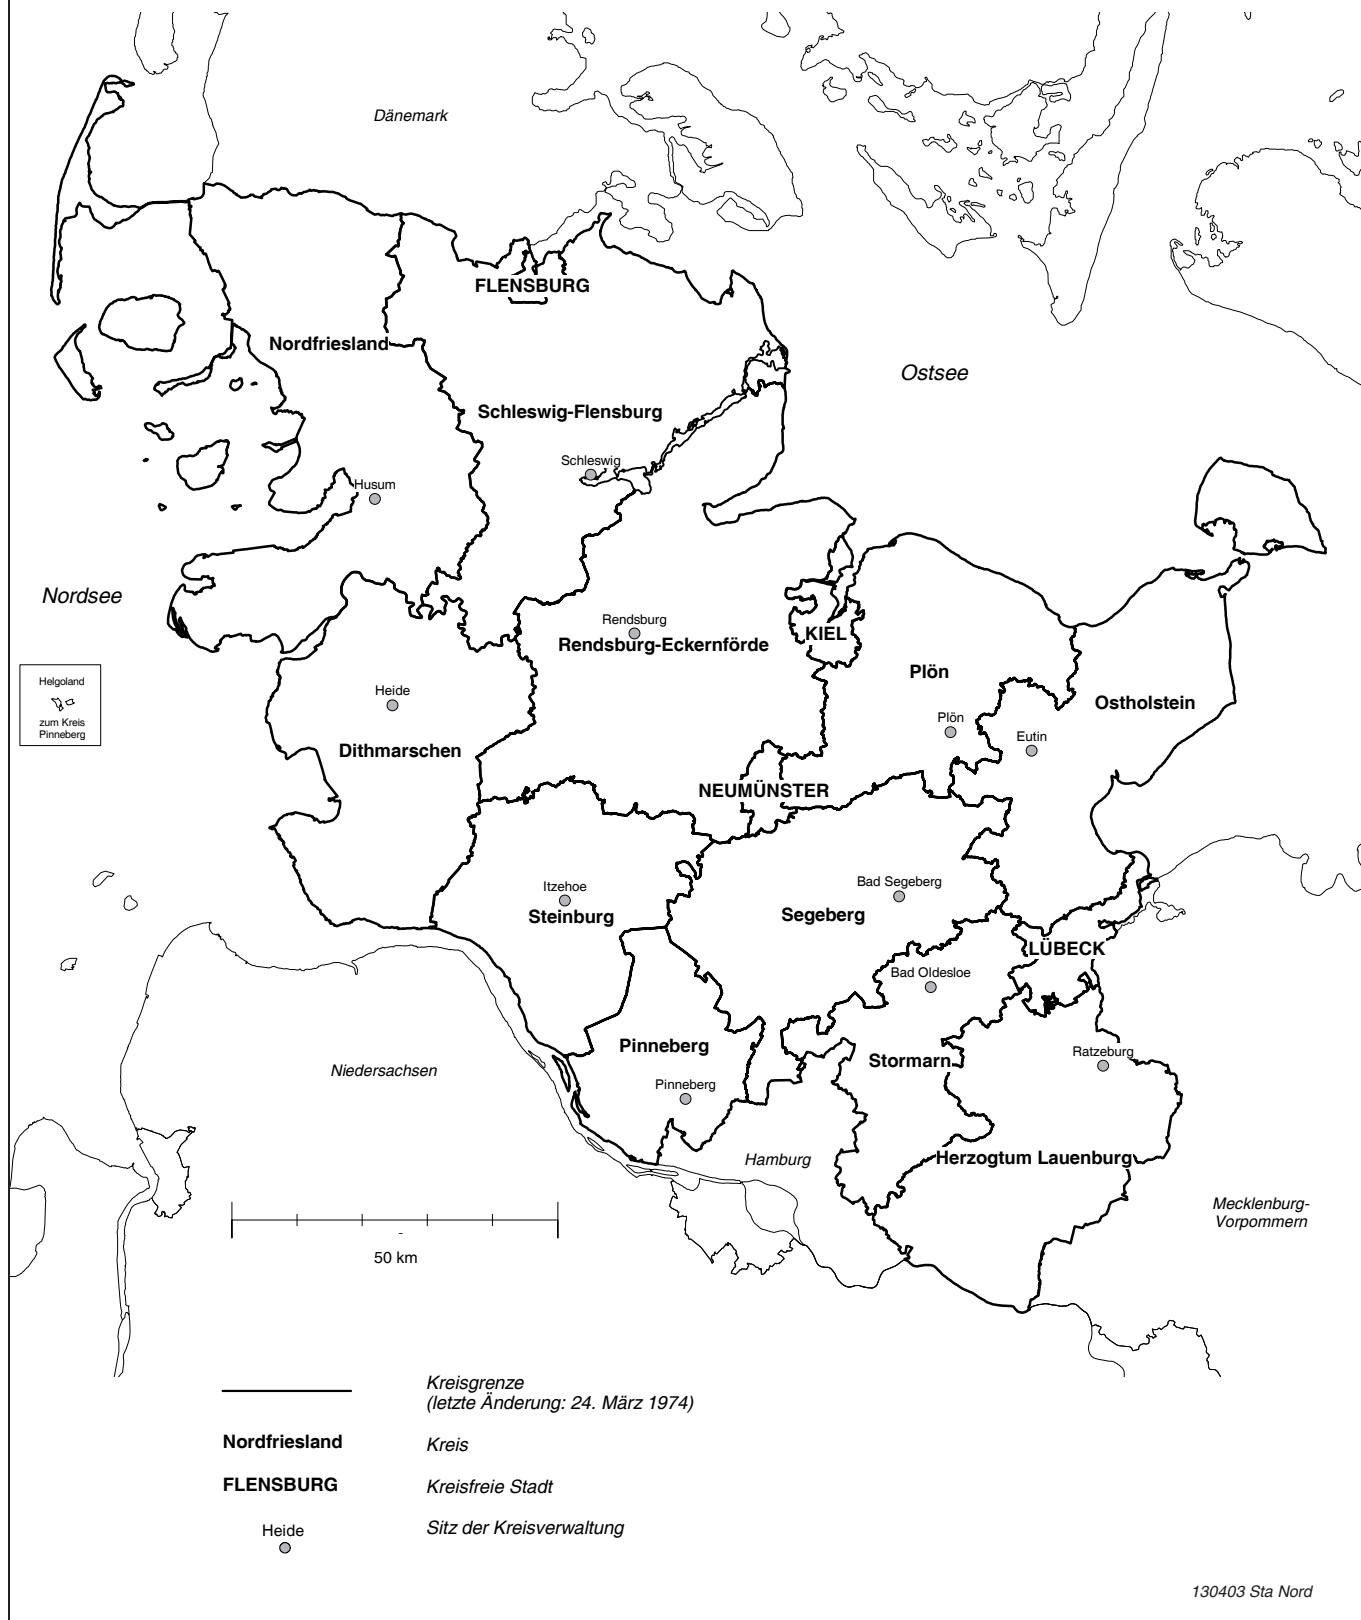 Dänemark
FLENSBURG
Nordfriesland
Ostsee
Schleswig-Flensburg
Schleswig
Husum
Nordsee
Rendsburg
Rendsburg-Eckernförde
KIEL
Plön
Helgoland
zum Kreis
Pinneberg
Heide
Ostholstein
Plön
Eutin
Dithmarschen
NEUMÜNSTER
Itzehoe
Steinburg
Bad Segeberg
Segeberg
LÜBECK
Bad Oldesloe
Pinneberg
Stormarn
Ratzeburg
Niedersachsen
Pinneberg
Hamburg
Herzogtum Lauenburg
Mecklenburg-
Vorpommern
50 km
Kreisgrenze
(letzte Änderung: 24. März 1974)
Nordfriesland Kreis
FLENSBURG Kreisfreie Stadt
Heide Sitz der Kreisverwaltung
130403 Sta Nord